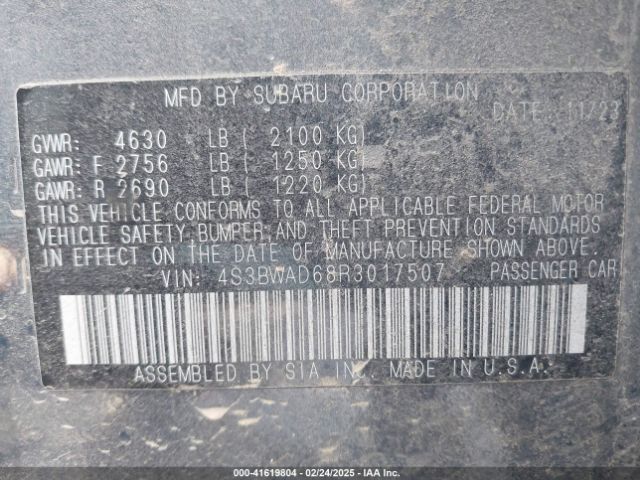 MFD BY SUBARU CORPORATION
DATE: 11/23
GVWR: 4630 LB ( 2100 KG)
GAWR: F 2756 LB ( 1250 KG)
GAWR: R 2690 LB ( 1220 KG)
THIS VEHICLE CONFORMS TO ALL APPLICABLE FEDERAL MOTOR
VEHICLE SAFETY, BUMPER, AND THEFT PREVENTION STANDARDS
IN EFFECT ON THE DATE OF MANUFACTURE SHOWN ABOVE.
VIN: 4S3BWAD68R3017507 PASSENGER CAR
ASSEMBLED BY SIA INC. MADE IN U.S.A.
000-41619804 / 02/24/2025 / IAA Inc.